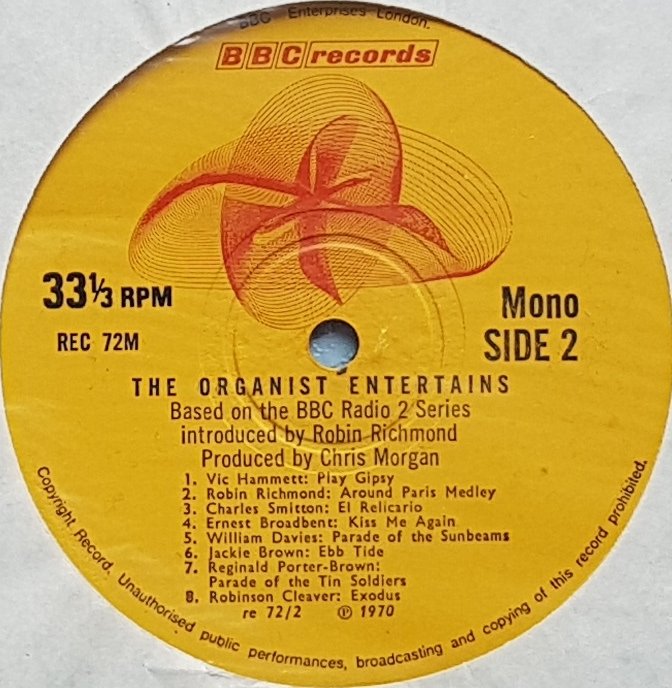 BBC Enterprises London.
BBC records
33⅓ RPM
REC 72M
Mono
SIDE 2
THE ORGANIST ENTERTAINS
Based on the BBC Radio 2 Series
introduced by Robin Richmond
Produced by Chris Morgan
1. Vic Hammett: Play Gipsy
2. Robin Richmond: Around Paris Medley
3. Charles Smitton: El Relicario
4. Ernest Broadbent: Kiss Me Again
5. William Davies: Parade of the Sunbeams
6. Jackie Brown: Ebb Tide
7. Reginald Porter-Brown:
Parade of the Tin Soldiers
8. Robinson Cleaver: Exodus
re 72/2 Ⓟ 1970
Copyright Record. Unauthorised public performances, broadcasting and copying of this record prohibited.